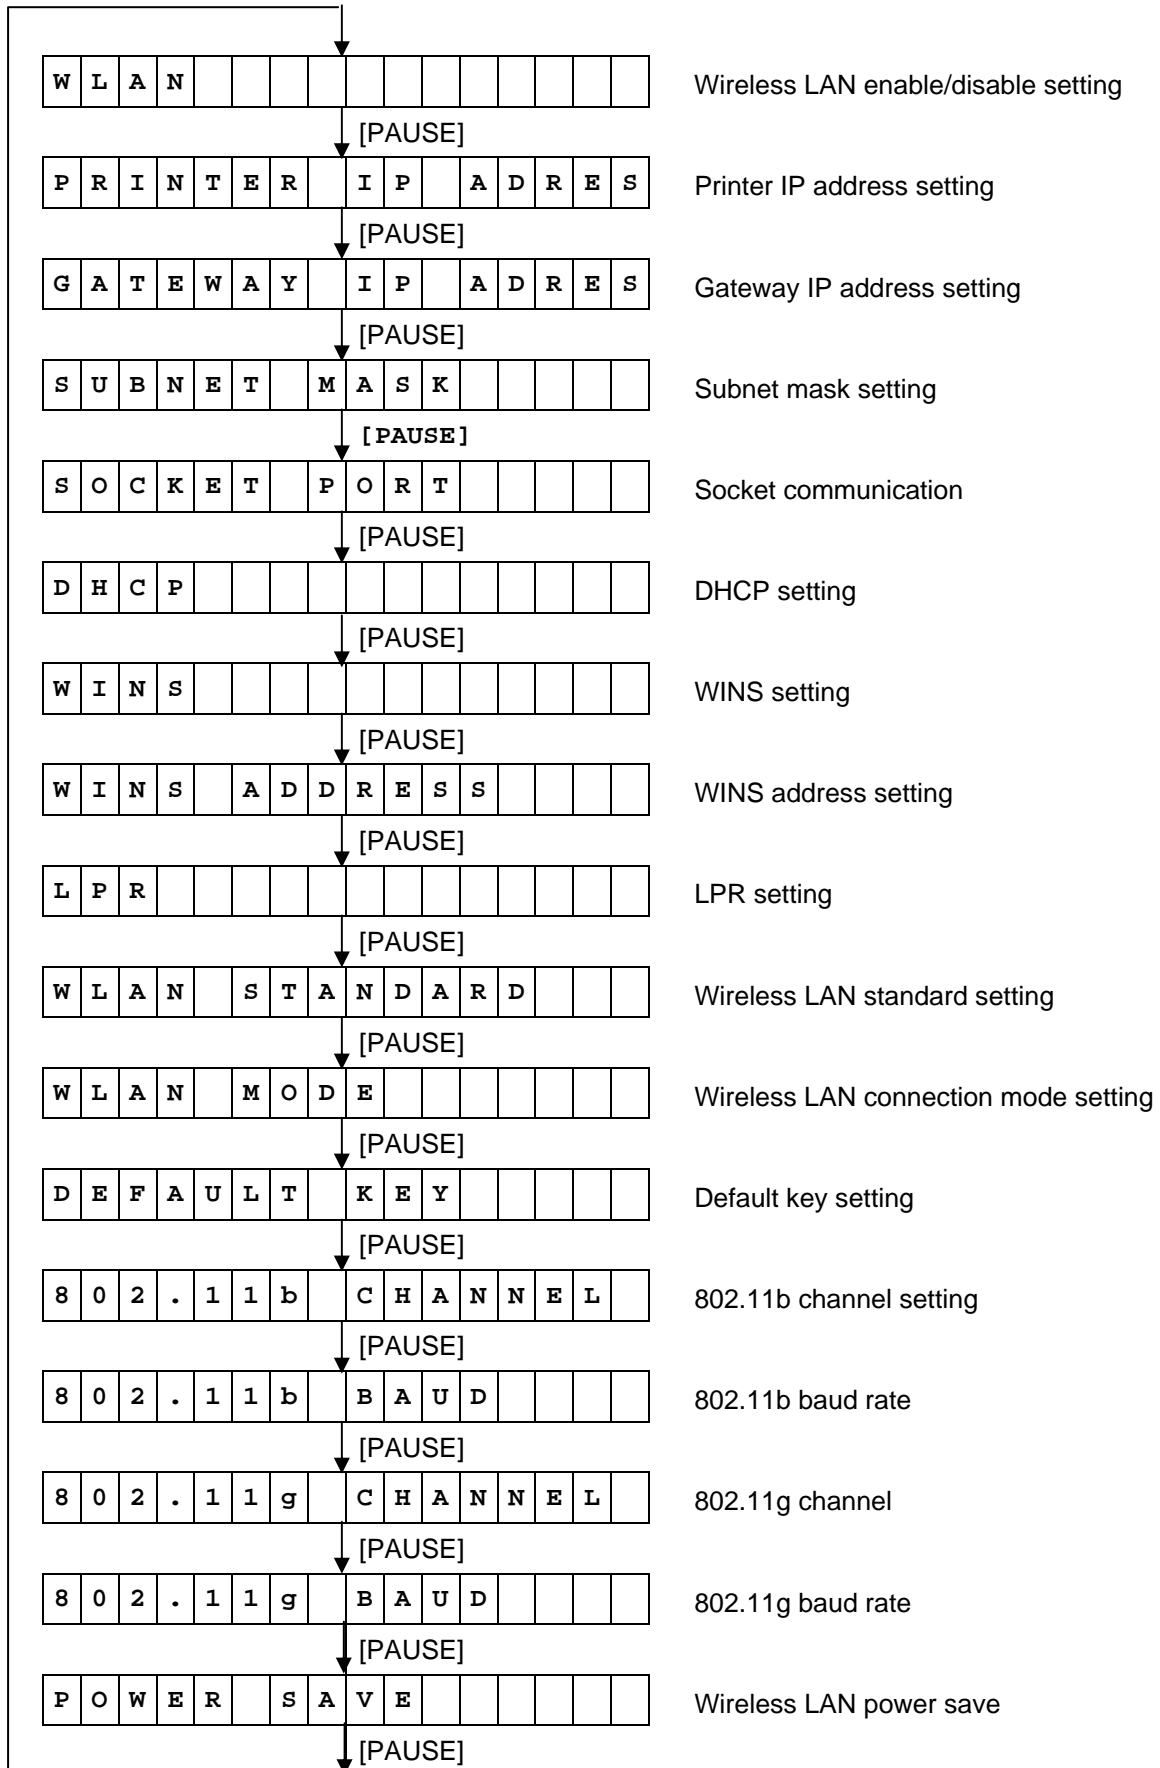 WLAN Wireless LAN enable/disable setting
[PAUSE]
PRINTER IP ADRES Printer IP address setting
[PAUSE]
GATEWAY IP ADRES Gateway IP address setting
[PAUSE]
SUBNET MASK Subnet mask setting
[PAUSE]
SOCKET PORT Socket communication
[PAUSE]
DHCP DHCP setting
[PAUSE]
WINS WINS setting
[PAUSE]
WINS ADDRESS WINS address setting
[PAUSE]
LPR LPR setting
[PAUSE]
WLAN STANDARD Wireless LAN standard setting
[PAUSE]
WLAN MODE Wireless LAN connection mode setting
[PAUSE]
DEFAULT KEY Default key setting
[PAUSE]
802.11b CHANNEL 802.11b channel setting
[PAUSE]
802.11b BAUD 802.11b baud rate
[PAUSE]
802.11g CHANNEL 802.11g channel
[PAUSE]
802.11g BAUD 802.11g baud rate
[PAUSE]
POWER SAVE Wireless LAN power save
[PAUSE]